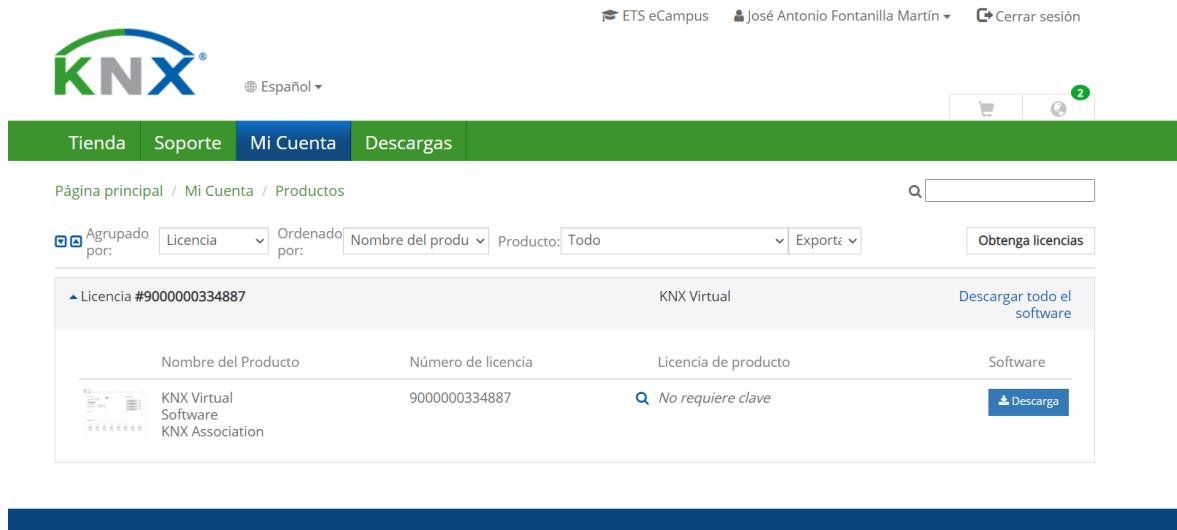 ETS eCampus José Antonio Fontanilla Martín Cerrar sesión
KNX®
Español
2
Tienda Soporte Mi Cuenta Descargas
Página principal / Mi Cuenta / Productos
Agrupado por: Licencia Ordenado por: Nombre del produ Producto: Todo Exporta Obtenga licencias
Licencia #9000000334887 KNX Virtual Descargar todo el software
Nombre del Producto Número de licencia Licencia de producto Software
KNX Virtual 9000000334887 No requiere clave Descarga
Software
KNX Association